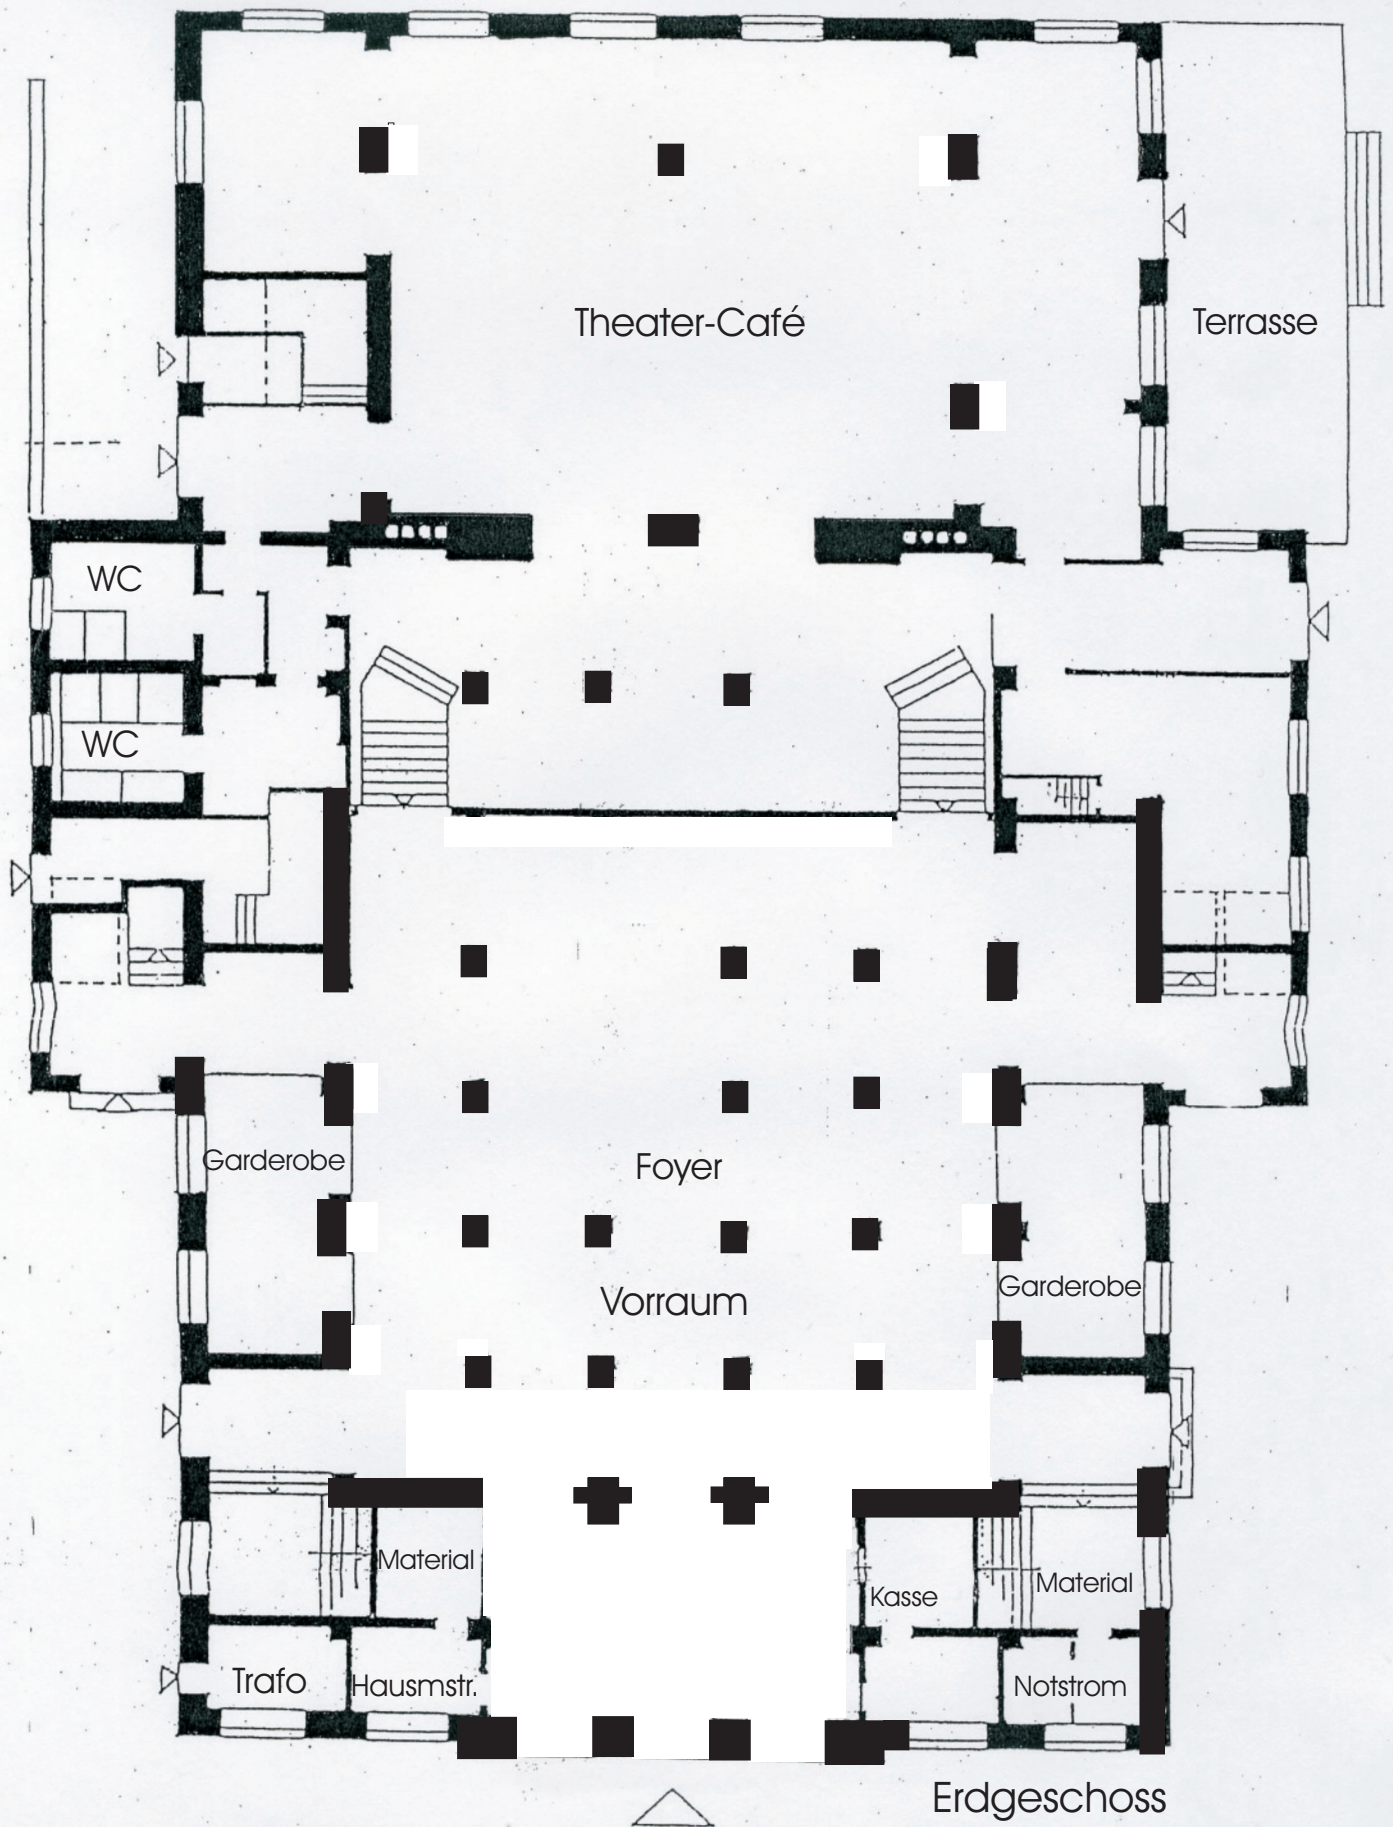 Theater-Café
Terrasse
WC
WC
Garderobe
Foyer
Garderobe
Vorraum
Material
Kasse
Material
Trafo
Hausmstr.
Notstrom
Erdgeschoss